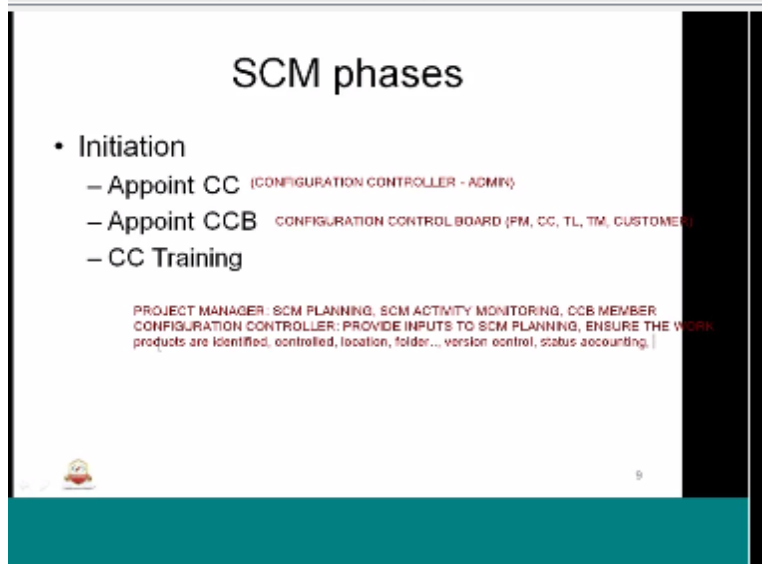 SCM phases
• Initiation
– Appoint CC (CONFIGURATION CONTROLLER - ADMIN)
– Appoint CCB CONFIGURATION CONTROL BOARD (PM, CC, TL, TM, CUSTOMER)
– CC Training
PROJECT MANAGER: SCM PLANNING, SCM ACTIVITY MONITORING, CCB MEMBER
CONFIGURATION CONTROLLER: PROVIDE INPUTS TO SCM PLANNING, ENSURE THE WORK
products are identified, controlled, location, folder.., version control, status accounting,
9